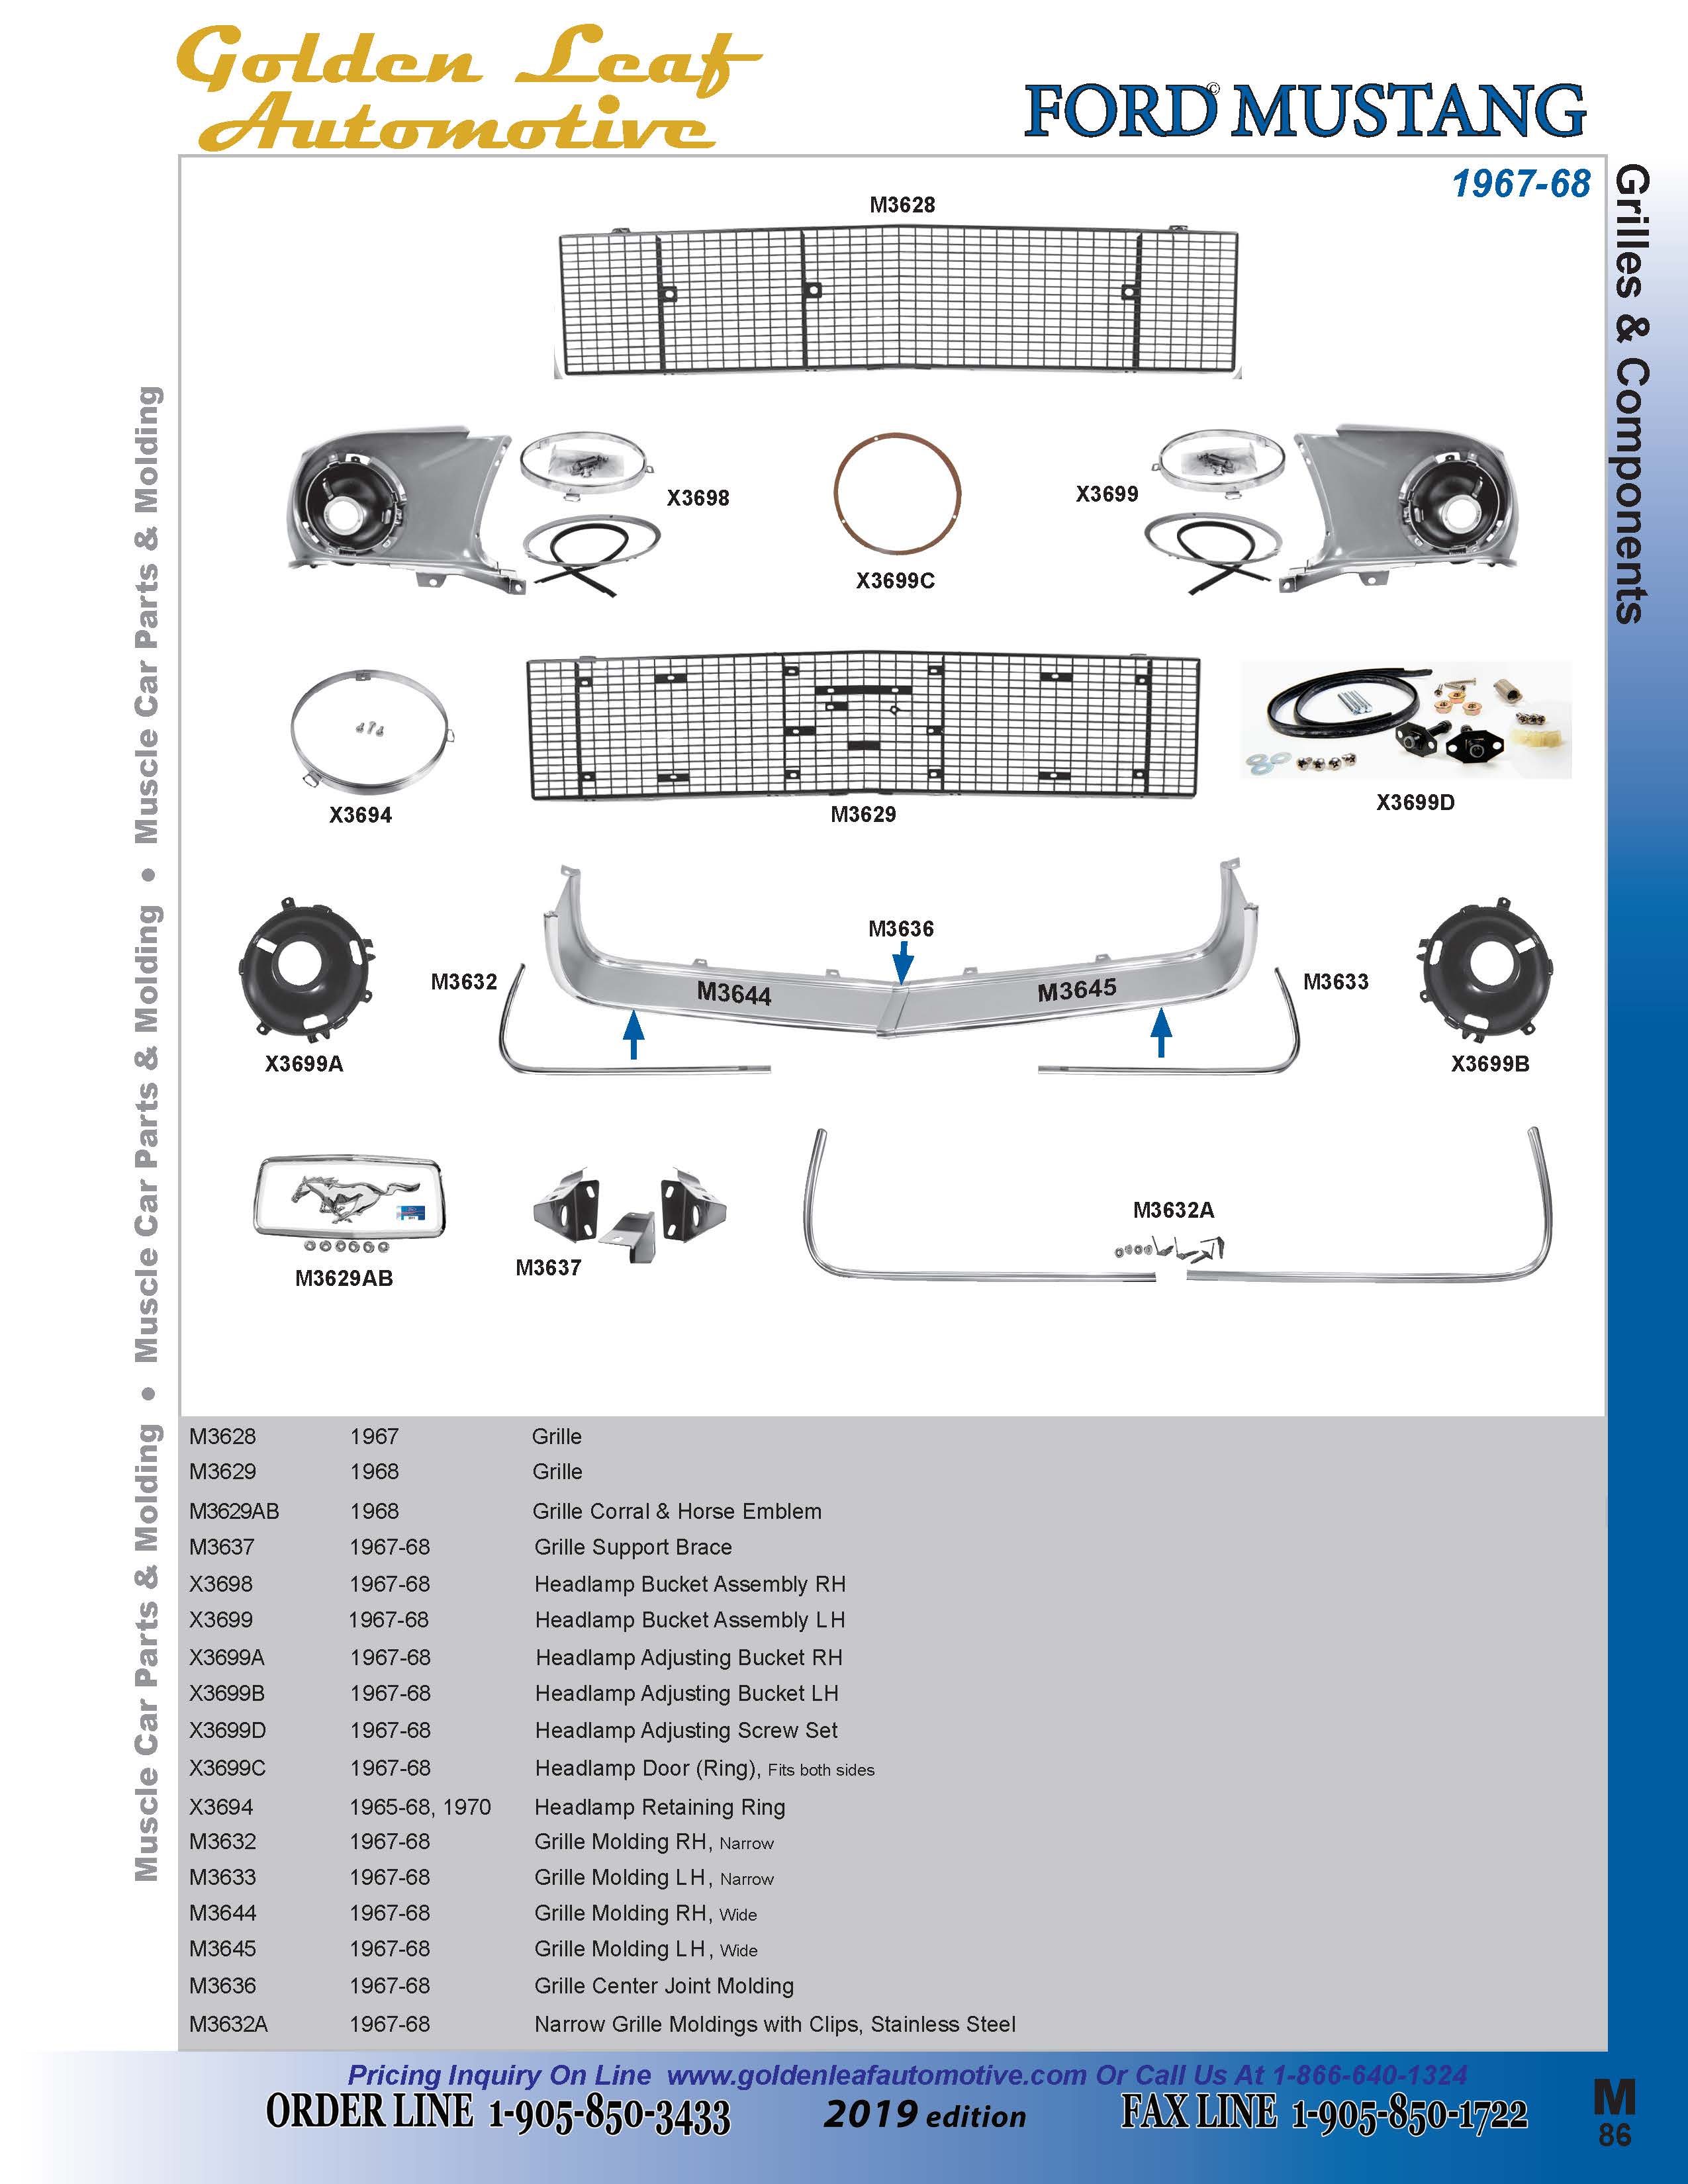 Golden Leaf
Automotive
FORD© MUSTANG
1967-68
Grilles & Components
Muscle Car Parts & Molding • Muscle Car Parts & Molding • Muscle Car Parts & Molding
M3628
X3698
X3699C
X3699
X3694
M3629
X3699D
M3636
M3632
M3644
M3645
M3633
X3699A
X3699B
M3629AB
M3637
M3632A
M3628 1967 Grille
M3629 1968 Grille
M3629AB 1968 Grille Corral & Horse Emblem
M3637 1967-68 Grille Support Brace
X3698 1967-68 Headlamp Bucket Assembly RH
X3699 1967-68 Headlamp Bucket Assembly LH
X3699A 1967-68 Headlamp Adjusting Bucket RH
X3699B 1967-68 Headlamp Adjusting Bucket LH
X3699D 1967-68 Headlamp Adjusting Screw Set
X3699C 1967-68 Headlamp Door (Ring), Fits both sides
X3694 1965-68, 1970 Headlamp Retaining Ring
M3632 1967-68 Grille Molding RH, Narrow
M3633 1967-68 Grille Molding LH, Narrow
M3644 1967-68 Grille Molding RH, Wide
M3645 1967-68 Grille Molding LH, Wide
M3636 1967-68 Grille Center Joint Molding
M3632A 1967-68 Narrow Grille Moldings with Clips, Stainless Steel
Pricing Inquiry On Line www.goldenleafautomotive.com Or Call Us At 1-866-640-1324
ORDER LINE 1-905-850-3433 2019 edition FAX LINE 1-905-850-1722
M
86